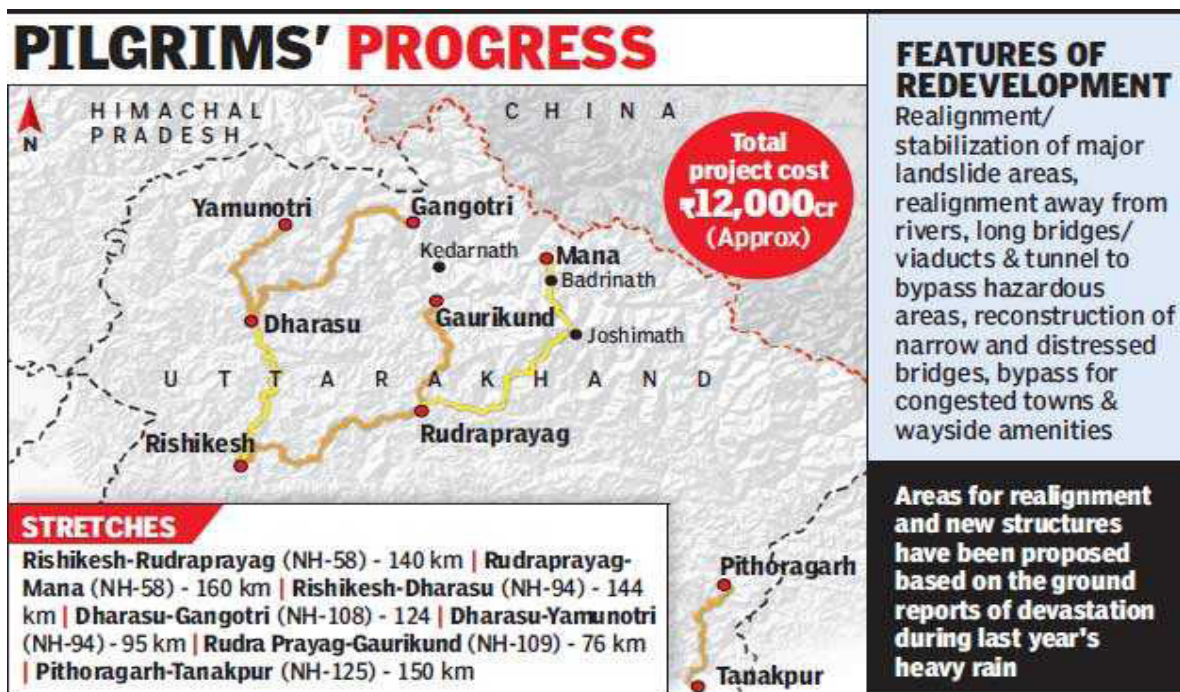 PILGRIMS' PROGRESS
N
HIMACHAL
PRADESH
CHINA
Total
project cost
₹12,000cr
(Approx)
Yamunotri
Gangotri
Kedarnath
Mana
Badrinath
Dharasu
Gaurikund
Joshimath
UTTARAKHAND
Rishikesh
Rudraprayag
Pithoragarh
Tanakpur
STRETCHES
Rishikesh-Rudraprayag (NH-58) - 140 km | Rudraprayag-
Mana (NH-58) - 160 km | Rishikesh-Dharasu (NH-94) - 144
km | Dharasu-Gangotri (NH-108) - 124 | Dharasu-Yamunotri
(NH-94) - 95 km | Rudra Prayag-Gaurikund (NH-109) - 76 km
| Pithoragarh-Tanakpur (NH-125) - 150 km
FEATURES OF
REDEVELOPMENT
Realignment/
stabilization of major
landslide areas,
realignment away from
rivers, long bridges/
viaducts & tunnel to
bypass hazardous
areas, reconstruction of
narrow and distressed
bridges, bypass for
congested towns &
wayside amenities
Areas for realignment
and new structures
have been proposed
based on the ground
reports of devastation
during last year's
heavy rain